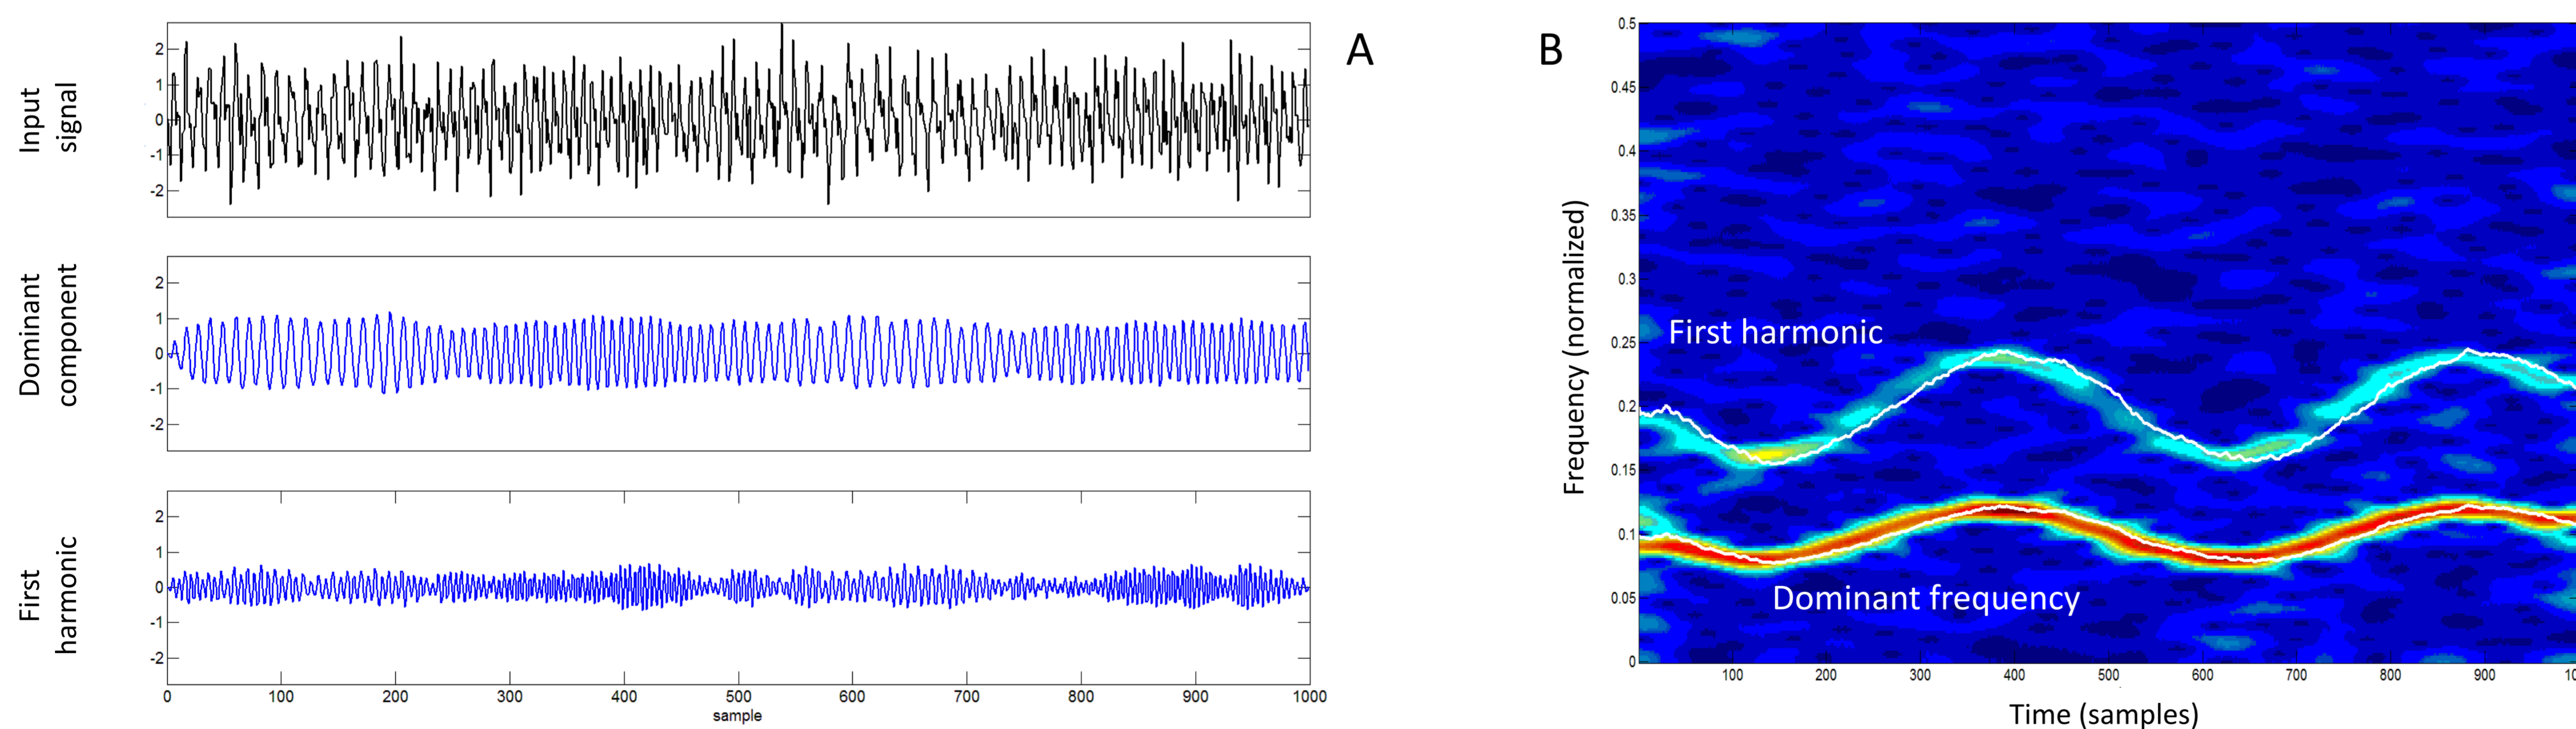 A
Input
signal
2
1
0
-1
-2
Dominant
component
2
1
0
-1
-2
First
harmonic
2
1
0
-1
-2
0 100 200 300 400 500 600 700 800 900 1000
sample
B
Frequency (normalized)
0.5
0.45
0.4
0.35
0.3
0.25
0.2
0.15
0.1
0.05
0
First harmonic
Dominant frequency
100 200 300 400 500 600 700 800 900 10
Time (samples)